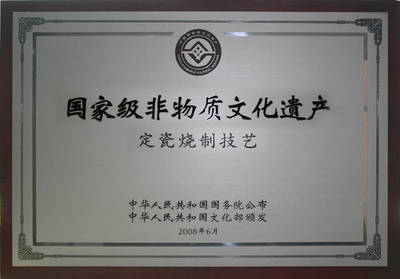 国家级非物质文化遗产
定瓷烧制技艺
中华人民共和国国务院公布
中华人民共和国文化部颁发
2008年6月